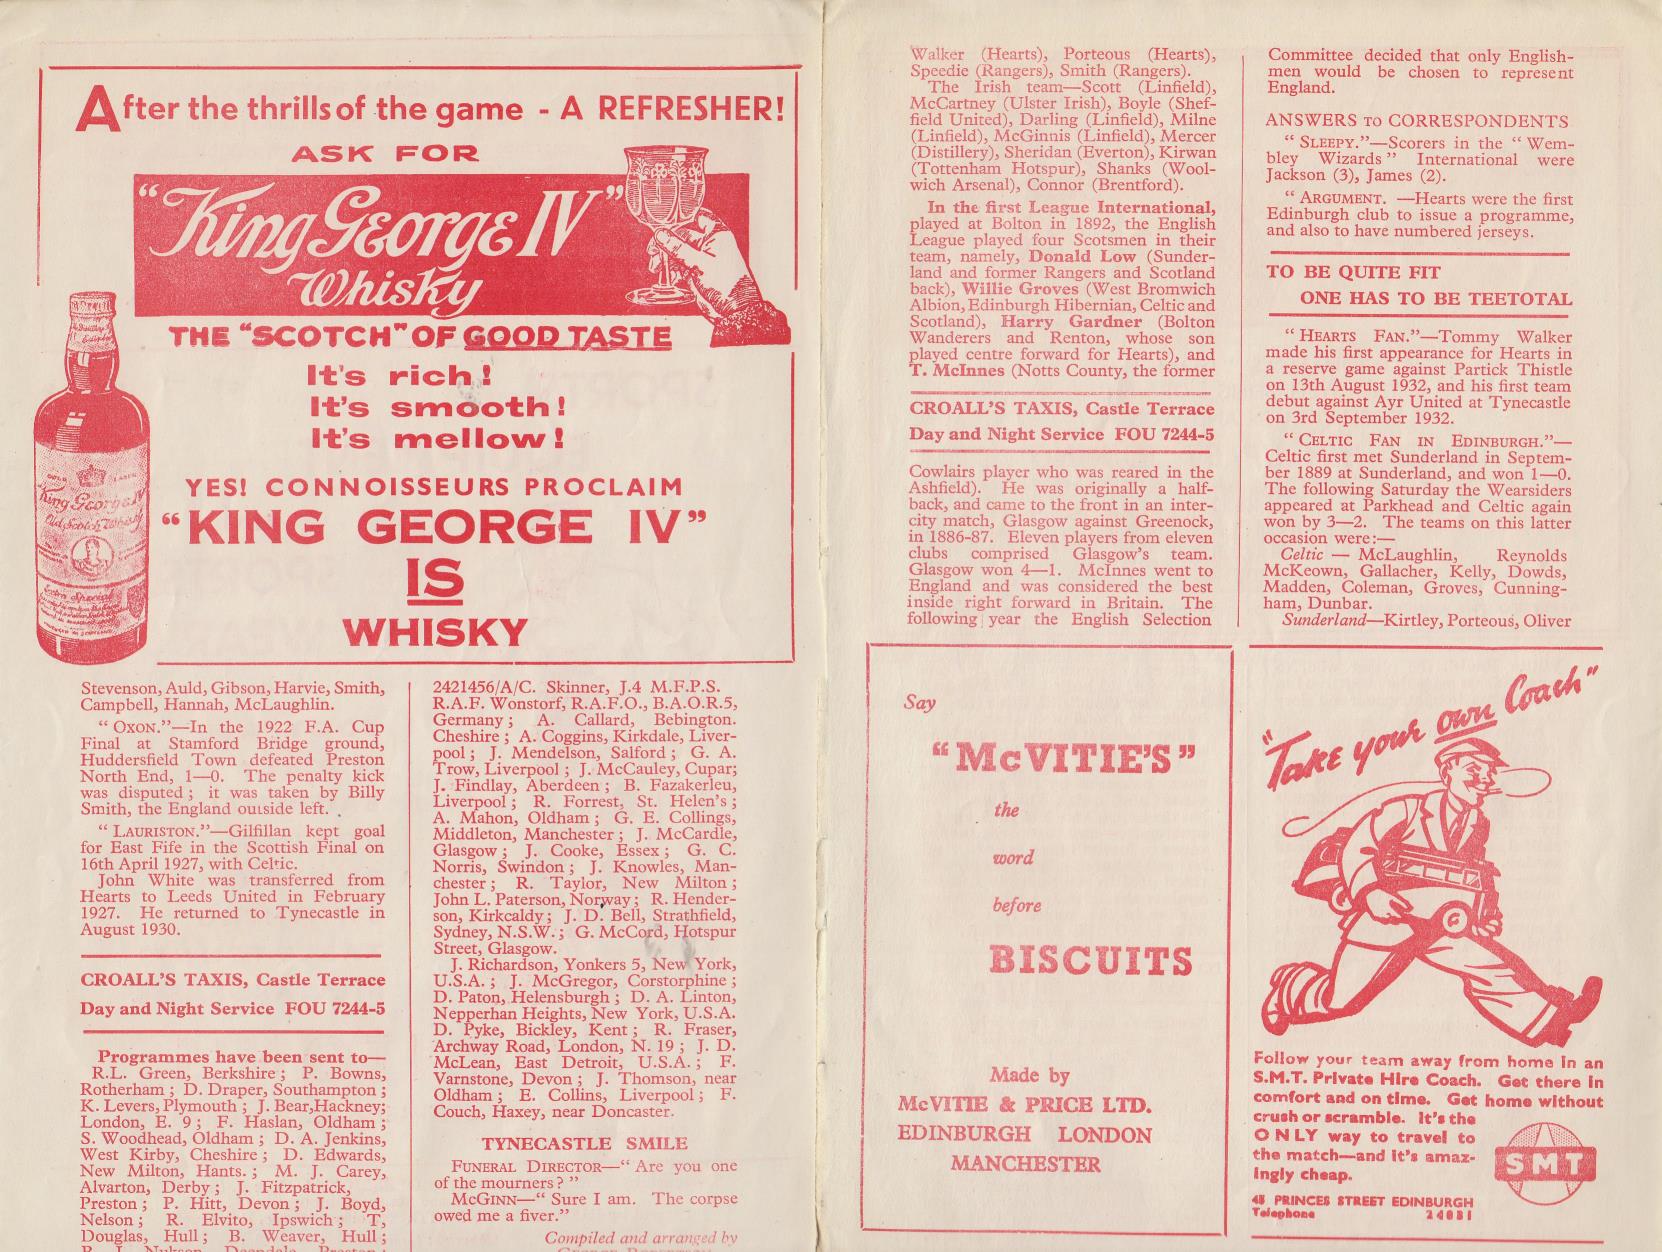 After the thrills of the game - A REFRESHER!
ASK FOR
"King George IV"
Whisky
THE "SCOTCH" OF GOOD TASTE
It's rich!
It's smooth!
It's mellow!
YES! CONNOISSEURS PROCLAIM
"KING GEORGE IV"
IS
WHISKY
King George IV
Old Scotch Whisky
Extra Special
Stevenson, Auld, Gibson, Harvie, Smith,
Campbell, Hannah, McLaughlin.
"OXON."—In the 1922 F.A. Cup
Final at Stamford Bridge ground,
Huddersfield Town defeated Preston
North End, 1—0. The penalty kick
was disputed; it was taken by Billy
Smith, the England outside left.
"LAURISTON."—Gilfillan kept goal
for East Fife in the Scottish Final on
16th April 1927, with Celtic.
John White was transferred from
Hearts to Leeds United in February
1927. He returned to Tynecastle in
August 1930.
CROALL'S TAXIS, Castle Terrace
Day and Night Service FOU 7244-5
Programmes have been sent to—
R.L. Green, Berkshire; P. Bowns,
Rotherham; D. Draper, Southampton;
K. Levers, Plymouth; J. Bear, Hackney;
London, E. 9; F. Haslan, Oldham;
S. Woodhead, Oldham; D. A. Jenkins,
West Kirby, Cheshire; D. Edwards,
New Milton, Hants.; M. J. Carey,
Alvarton, Derby; J. Fitzpatrick,
Preston; P. Hitt, Devon; J. Boyd,
Nelson; R. Elvito, Ipswich; T,
Douglas, Hull; B. Weaver, Hull;
2421456/A/C. Skinner, J.4 M.F.P.S.
R.A.F. Wonstorf, R.A.F.O., B.A.O.R.5,
Germany; A. Callard, Bebington.
Cheshire; A. Coggins, Kirkdale, Liver-
pool; J. Mendelson, Salford; G. A.
Trow, Liverpool; J. McCauley, Cupar;
J. Findlay, Aberdeen; B. Fazakerleu,
Liverpool; R. Forrest, St. Helen's;
A. Mahon, Oldham; G. E. Collings,
Middleton, Manchester; J. McCardle,
Glasgow; J. Cooke, Essex; G. C.
Norris, Swindon; J. Knowles, Man-
chester; R. Taylor, New Milton;
John L. Paterson, Norway; R. Hender-
son, Kirkcaldy; J. D. Bell, Strathfield,
Sydney, N.S.W.; G. McCord, Hotspur
Street, Glasgow.
J. Richardson, Yonkers 5, New York,
U.S.A.; J. McGregor, Corstorphine;
D. Paton, Helensburgh; D. A. Linton,
Nepperhan Heights, New York, U.S.A.
D. Pyke, Bickley, Kent; R. Fraser,
Archway Road, London, N. 19; J. D.
McLean, East Detroit, U.S.A.; F.
Varnstone, Devon; J. Thomson, near
Oldham; E. Collins, Liverpool; F.
Couch, Haxey, near Doncaster.
TYNECASTLE SMILE
FUNERAL DIRECTOR—"Are you one
of the mourners?"
McGINN—"Sure I am. The corpse
owed me a fiver."
Compiled and arranged by
Walker (Hearts), Porteous (Hearts),
Speedie (Rangers), Smith (Rangers).
The Irish team—Scott (Linfield),
McCartney (Ulster Irish), Boyle (Shef-
field United), Darling (Linfield), Milne
(Linfield), McGinnis (Linfield), Mercer
(Distillery), Sheridan (Everton), Kirwan
(Tottenham Hotspur), Shanks (Wool-
wich Arsenal), Connor (Brentford).
In the first League International,
played at Bolton in 1892, the English
League played four Scotsmen in their
team, namely, Donald Low (Sunder-
land and former Rangers and Scotland
back), Willie Groves (West Bromwich
Albion, Edinburgh Hibernian, Celtic and
Scotland), Harry Gardner (Bolton
Wanderers and Renton, whose son
played centre forward for Hearts), and
T. McInnes (Notts County, the former
CROALL'S TAXIS, Castle Terrace
Day and Night Service FOU 7244-5
Cowlairs player who was reared in the
Ashfield). He was originally a half-
back, and came to the front in an inter-
city match, Glasgow against Greenock,
in 1886-87. Eleven players from eleven
clubs comprised Glasgow's team.
Glasgow won 4—1. McInnes went to
England and was considered the best
inside right forward in Britain. The
following year the English Selection
Committee decided that only English-
men would be chosen to represent
England.
ANSWERS TO CORRESPONDENTS
"SLEEPY."—Scorers in the "Wem-
bley Wizards" International were
Jackson (3), James (2).
"ARGUMENT. —Hearts were the first
Edinburgh club to issue a programme,
and also to have numbered jerseys.
TO BE QUITE FIT
ONE HAS TO BE TEETOTAL
"HEARTS FAN."—Tommy Walker
made his first appearance for Hearts in
a reserve game against Partick Thistle
on 13th August 1932, and his first team
debut against Ayr United at Tynecastle
on 3rd September 1932.
"CELTIC FAN IN EDINBURGH."—
Celtic first met Sunderland in Septem-
ber 1889 at Sunderland, and won 1—0.
The following Saturday the Wearsiders
appeared at Parkhead and Celtic again
won by 3—2. The teams on this latter
occasion were:—
Celtic — McLaughlin, Reynolds
McKeown, Gallacher, Kelly, Dowds,
Madden, Coleman, Groves, Cunning-
ham, Dunbar.
Sunderland—Kirtley, Porteous, Oliver
Say
"McVITIE'S"
the
word
before
BISCUITS
Made by
McVITIE & PRICE LTD.
EDINBURGH LONDON
MANCHESTER
"Take your own Coach"
Follow your team away from home in an
S.M.T. Private Hire Coach. Get there in
comfort and on time. Get home without
crush or scramble. It's the
ONLY way to travel to
the match—and it's amaz-
ingly cheap.
SMT
45 PRINCES STREET EDINBURGH
Telephone 24081